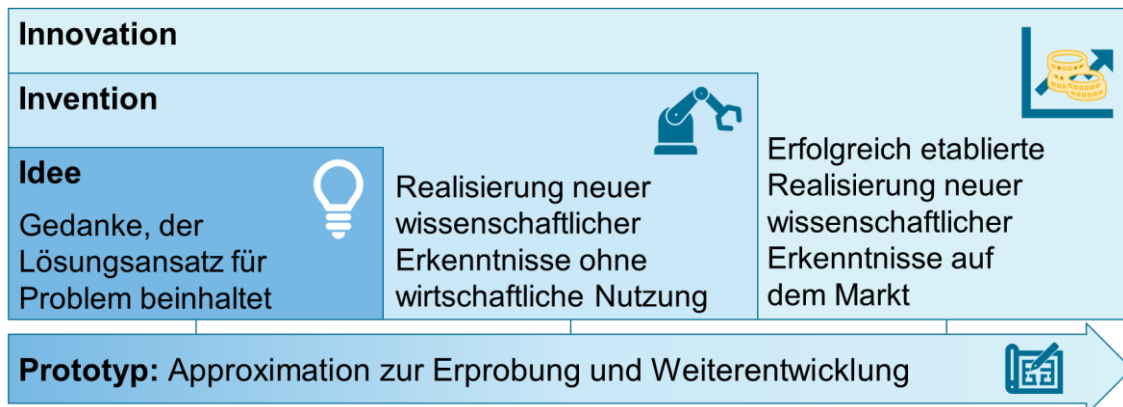 Innovation
Invention
Idee
Gedanke, der
Lösungsansatz für
Problem beinhaltet
Realisierung neuer
wissenschaftlicher
Erkenntnisse ohne
wirtschaftliche Nutzung
Erfolgreich etablierte
Realisierung neuer
wissenschaftlicher
Erkenntnisse auf
dem Markt
Prototyp: Approximation zur Erprobung und Weiterentwicklung